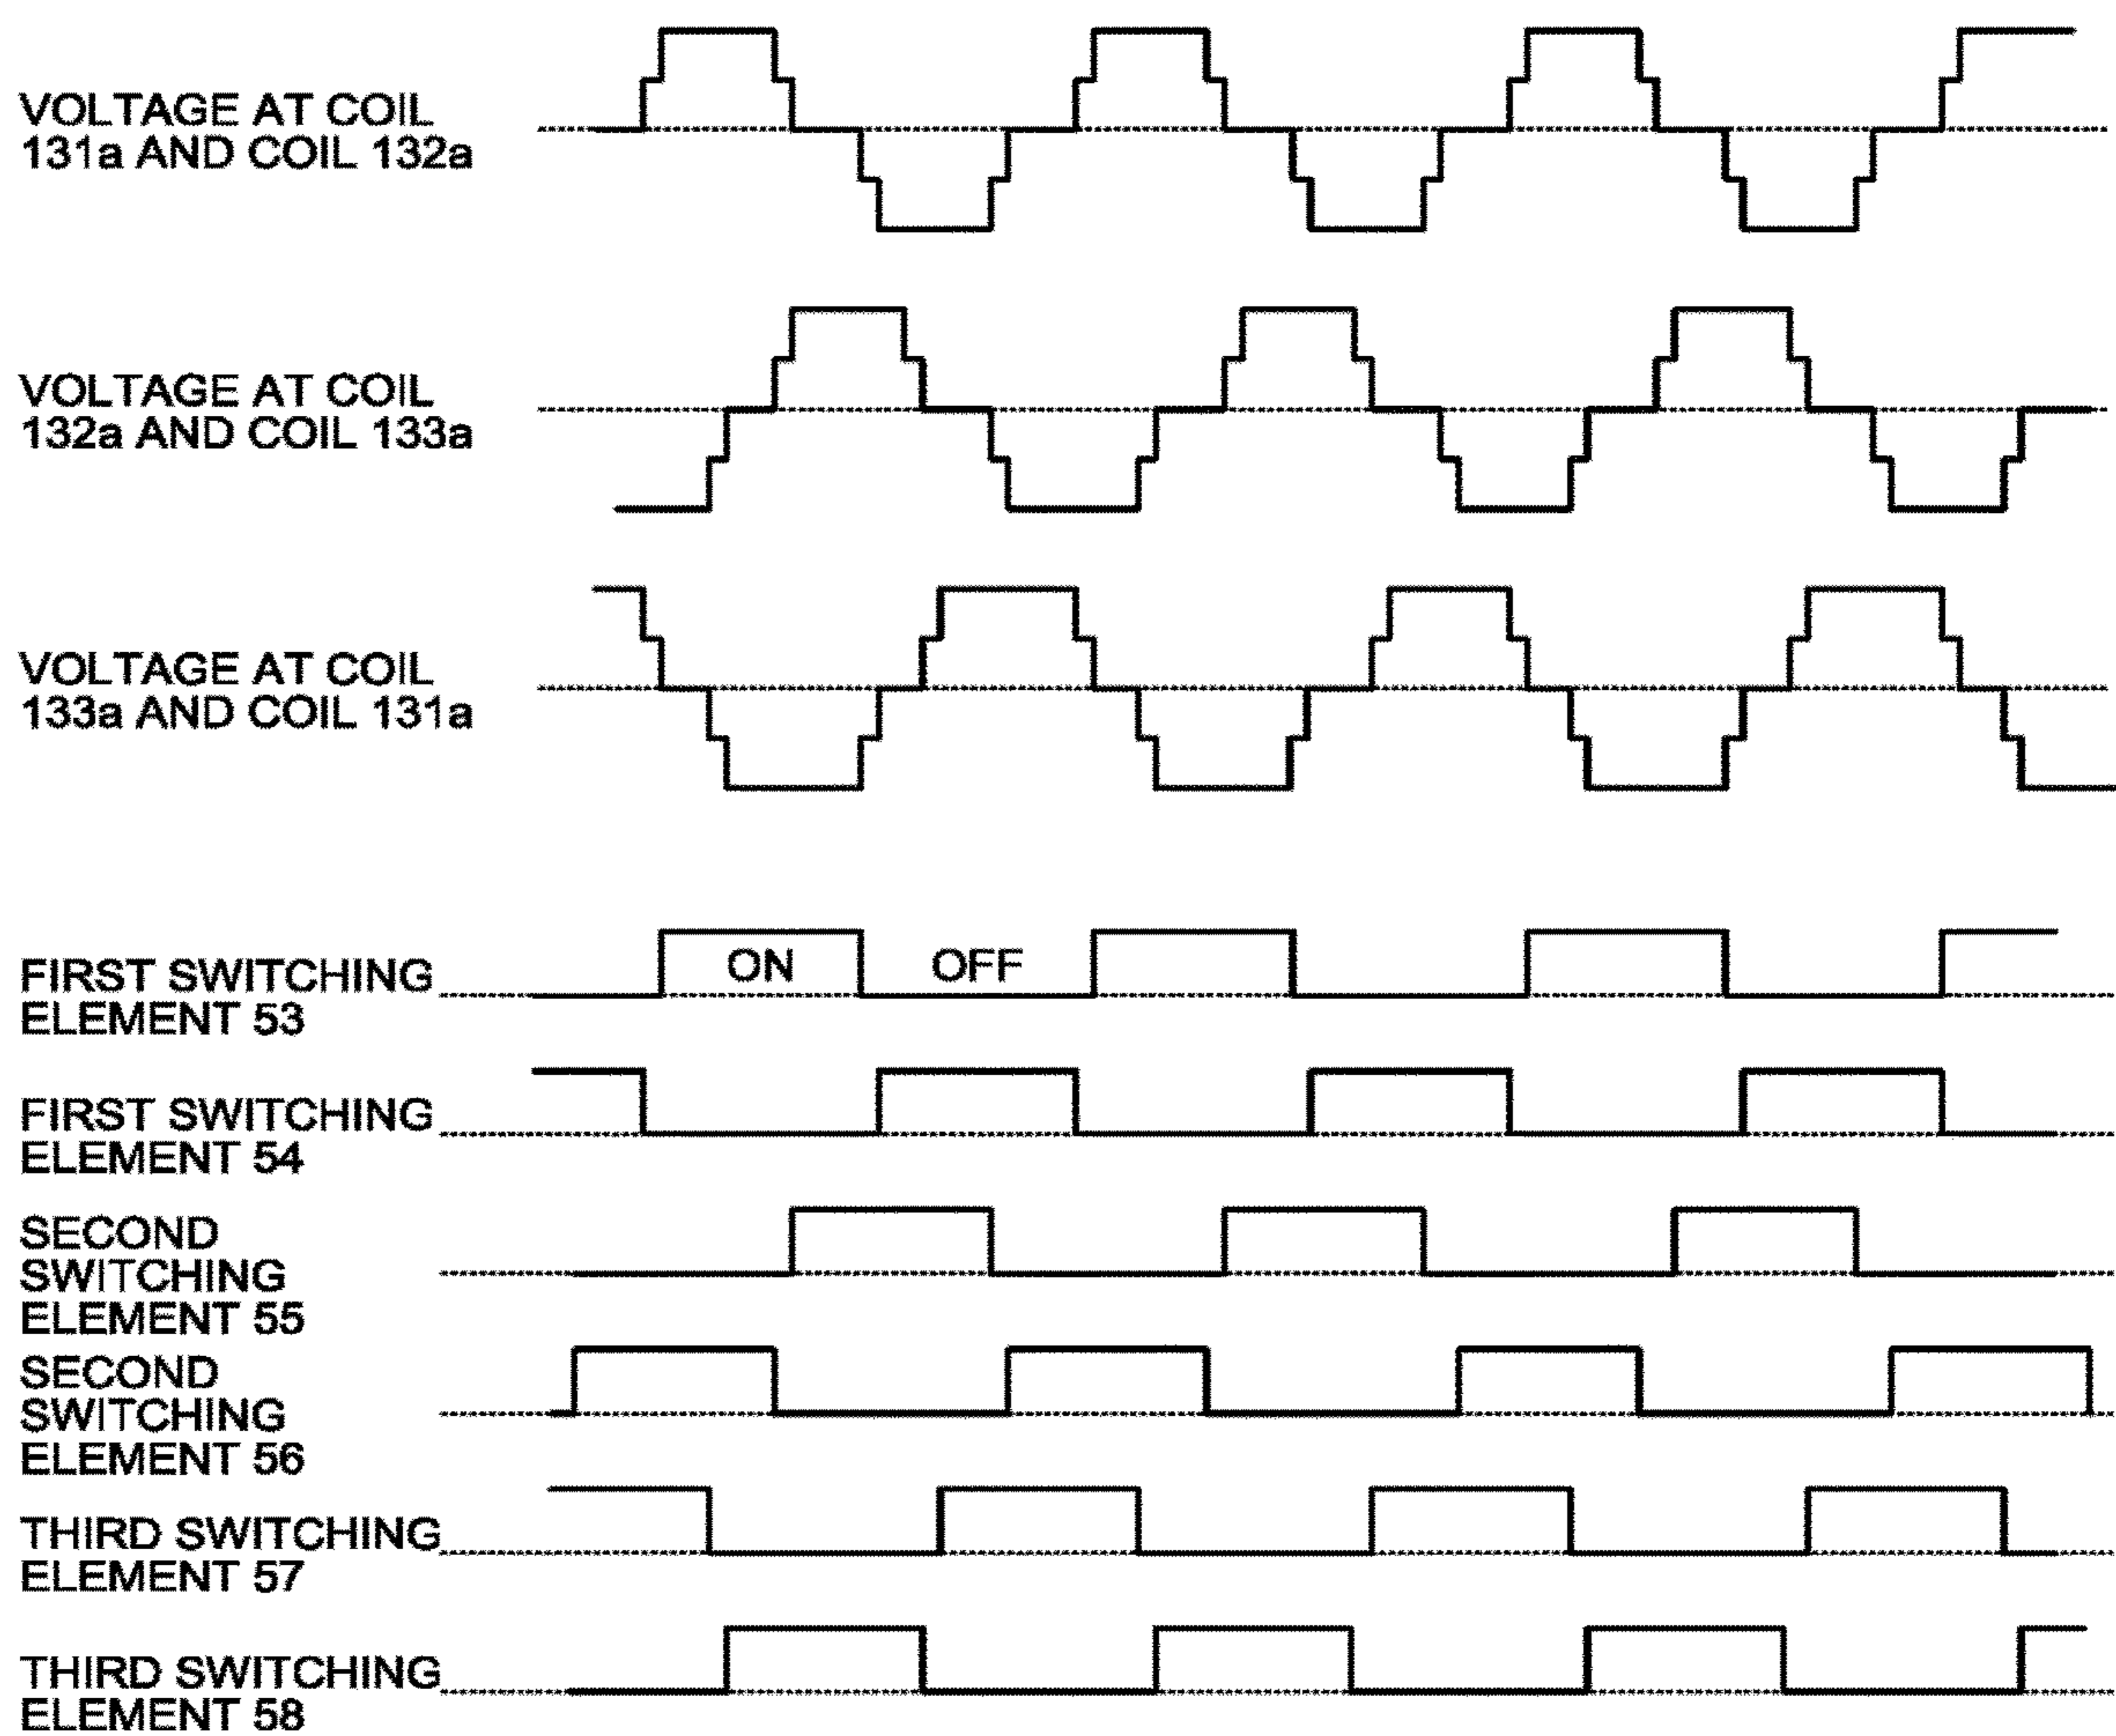 VOLTAGE AT COIL
131a AND COIL 132a
VOLTAGE AT COIL
132a AND COIL 133a
VOLTAGE AT COIL
133a AND COIL 131a
FIRST SWITCHING
ELEMENT 53
ON OFF
FIRST SWITCHING
ELEMENT 54
SECOND
SWITCHING
ELEMENT 55
SECOND
SWITCHING
ELEMENT 56
THIRD SWITCHING
ELEMENT 57
THIRD SWITCHING
ELEMENT 58